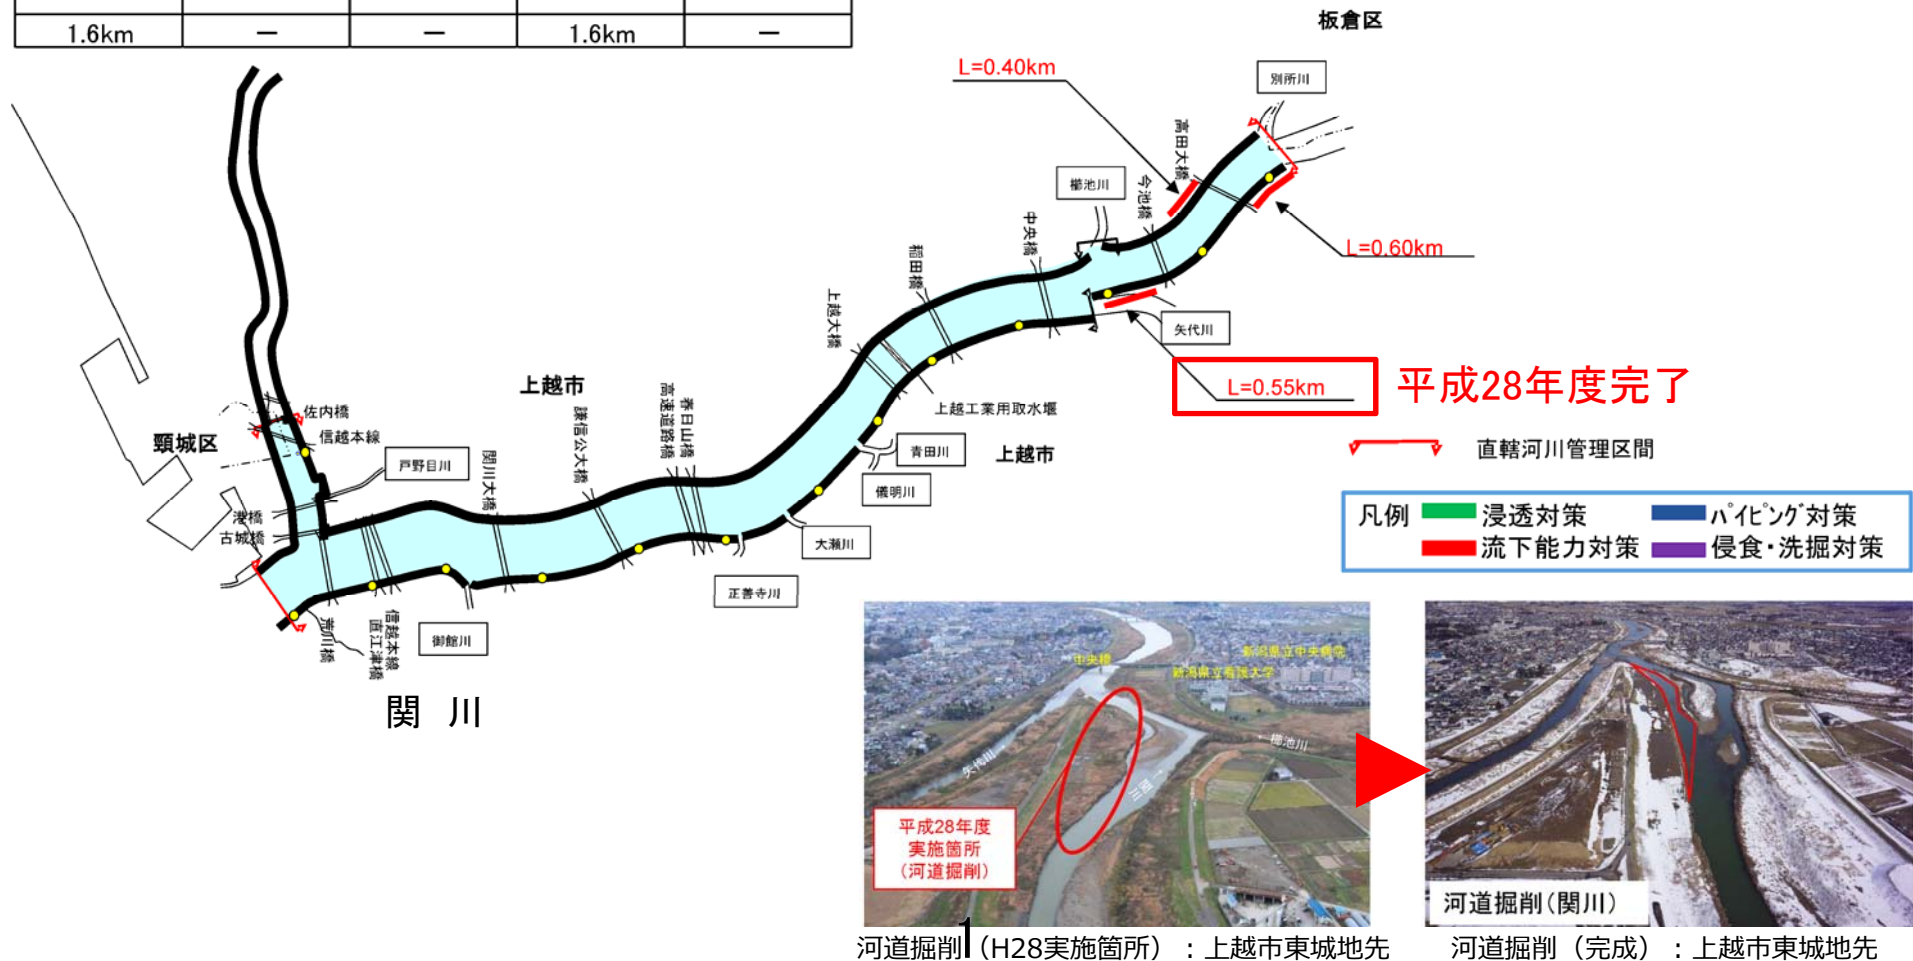 1.6km － － 1.6km －
板倉区
L=0.40km
別所川
高田大橋
櫛池川
今池橋
中央橋
L=0.60km
稲田橋
上越大橋
矢代川
L=0.55km
平成28年度完了
上越市
上越工業用取水堰
春日山橋
高速道路橋
謙信公大橋
佐内橋
信越本線
頸城区
戸野目川
関川大橋
青田川
上越市
儀明川
直轄河川管理区間
港橋
古城橋
大瀬川
凡例 浸透対策 パイピング対策
流下能力対策 侵食・洗掘対策
正善寺川
荒川橋
信越本線
直江津橋
御館川
関 川
中央橋
新潟県立中央病院
新潟県立看護大学
矢代川→
←櫛池川
関川→
平成28年度
実施箇所
（河道掘削）
河道掘削（関川）
1
河道掘削（H28実施箇所）：上越市東城地先
河道掘削（完成）：上越市東城地先